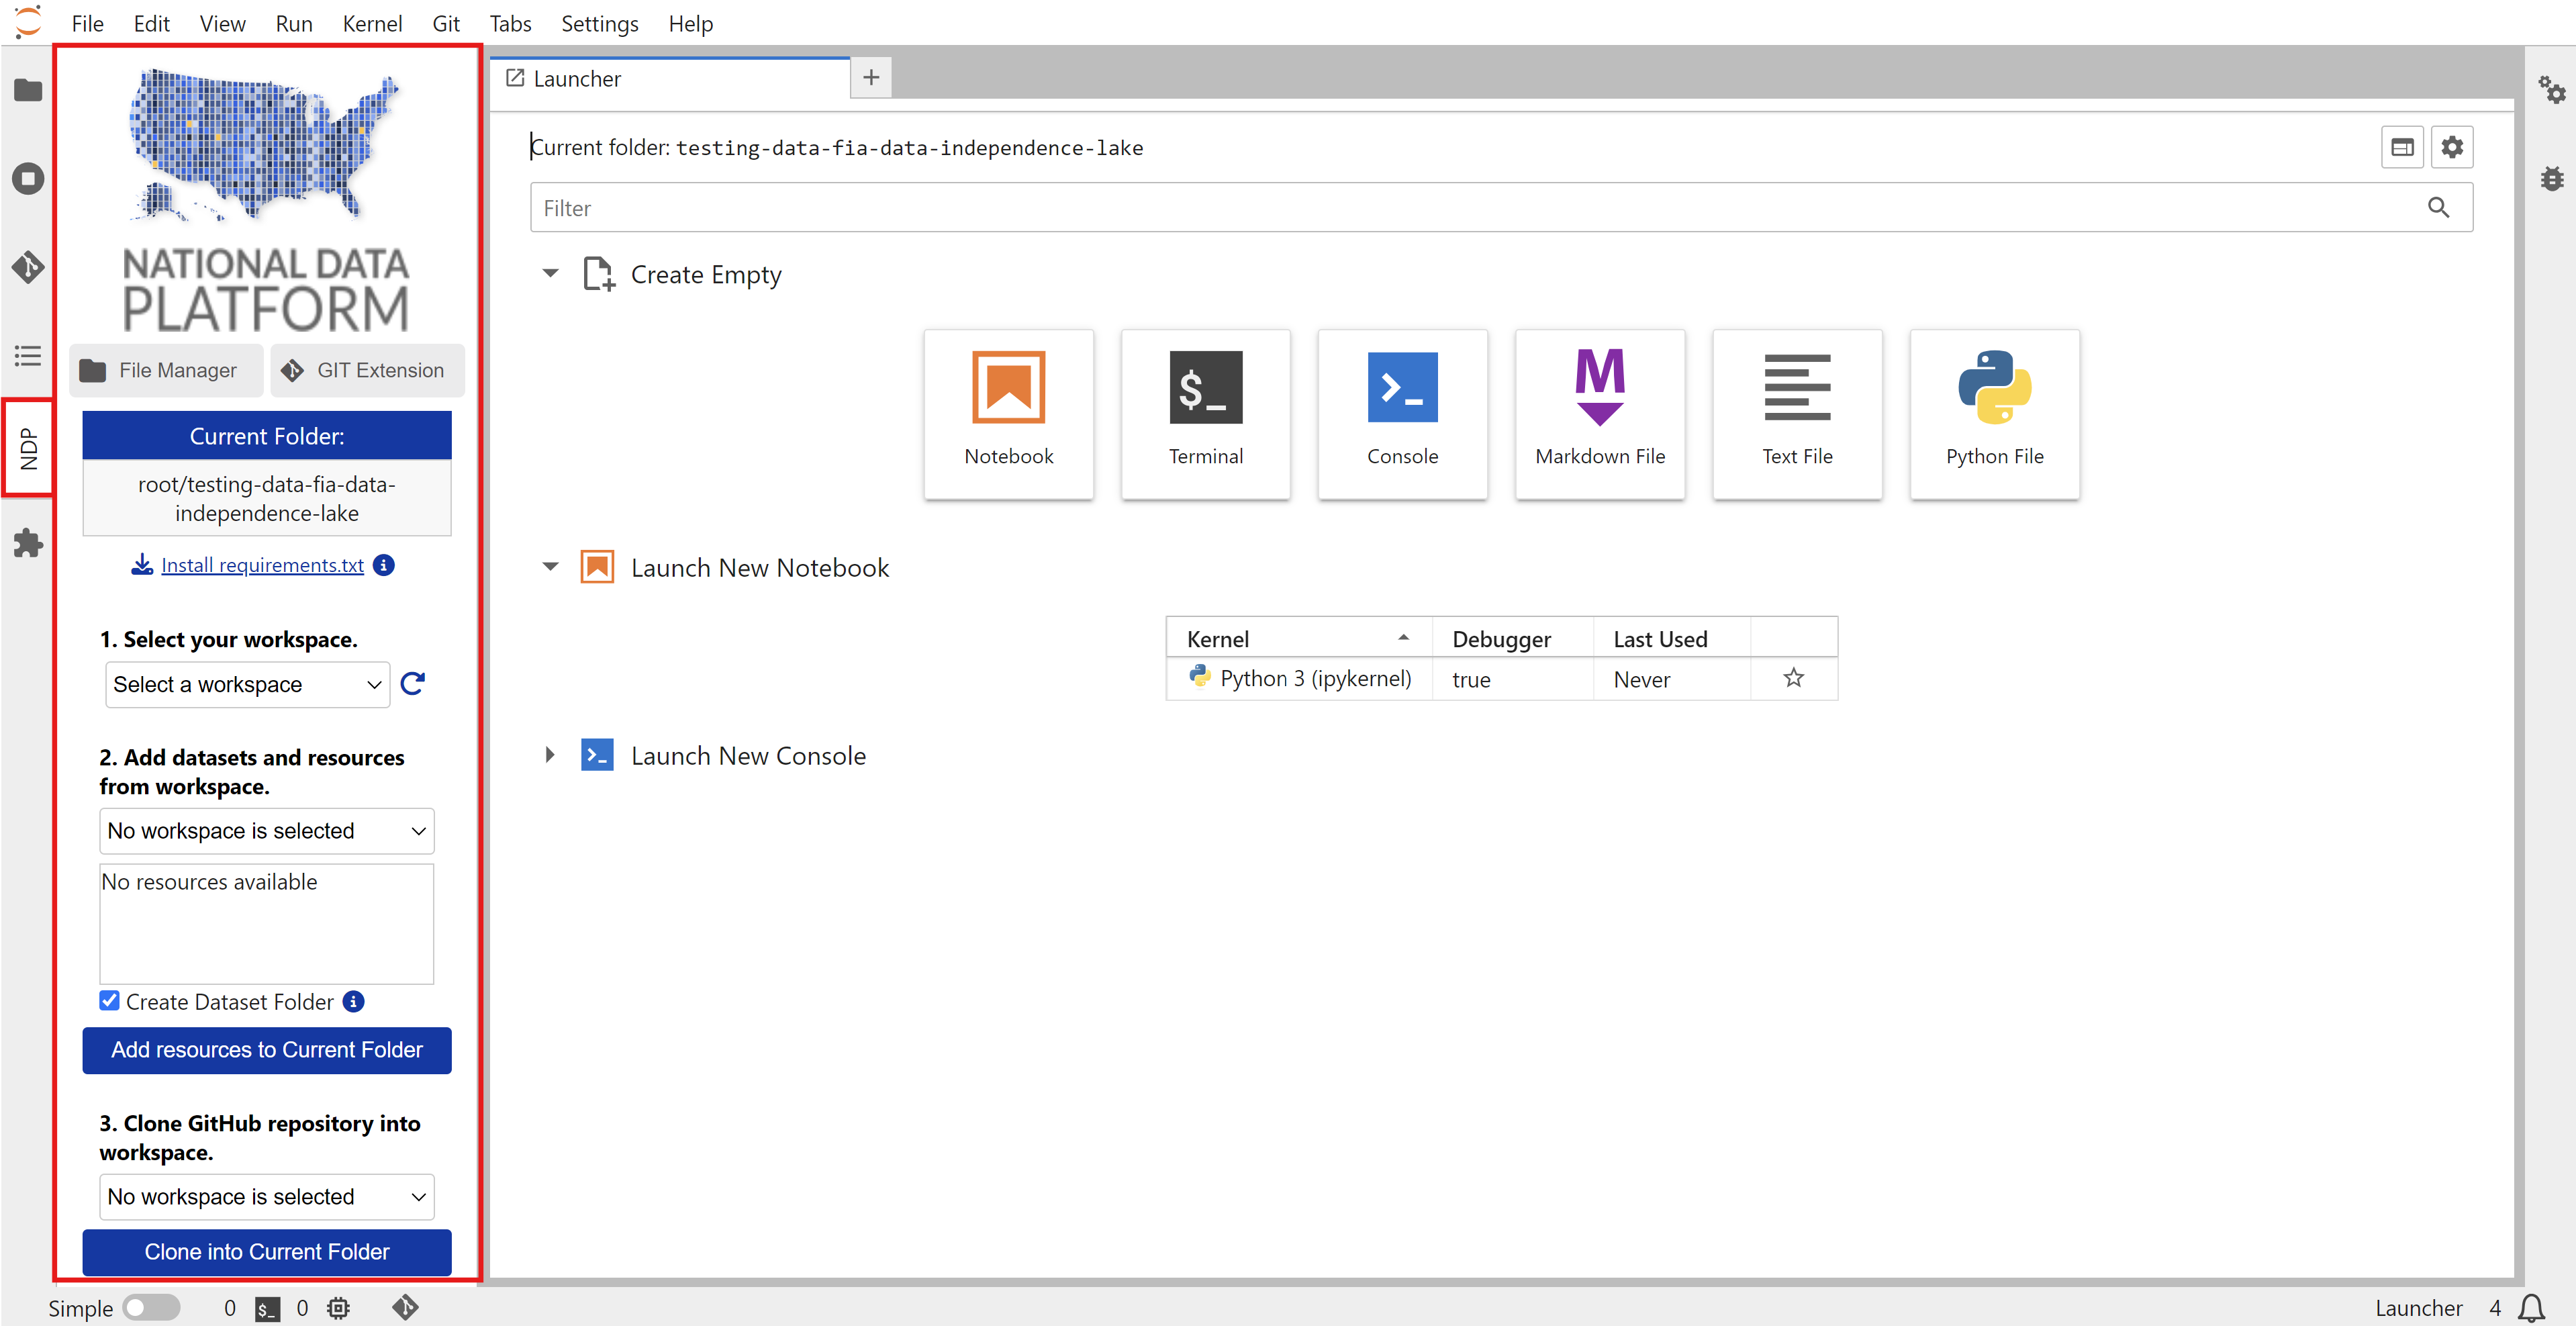 File Edit View Run Kernel Git Tabs Settings Help
NATIONAL DATA
PLATFORM
File Manager GIT Extension
NDP
Current Folder:
root/testing-data-fia-data-
independence-lake
Install requirements.txt
1. Select your workspace.
Select a workspace
2. Add datasets and resources
from workspace.
No workspace is selected
No resources available
Create Dataset Folder
Add resources to Current Folder
3. Clone GitHub repository into
workspace.
No workspace is selected
Clone into Current Folder
Launcher
Current folder: testing-data-fia-data-independence-lake
Filter
Create Empty
Notebook Terminal Console Markdown File Text File Python File
Launch New Notebook
Kernel Debugger Last Used
Python 3 (ipykernel) true Never
Launch New Console
Simple 0 $_ 0 Launcher 4